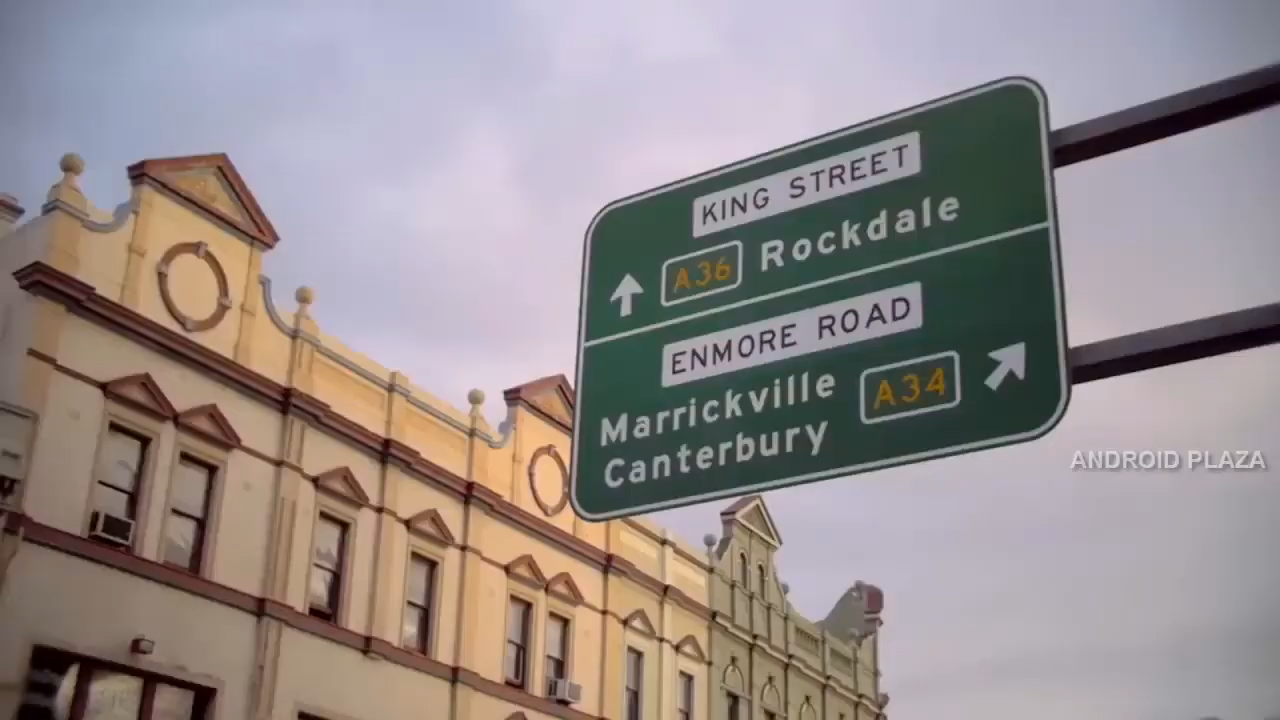 KING STREET
A36 Rockdale
ENMORE ROAD
Marrickville A34
Canterbury
ANDROID PLAZA